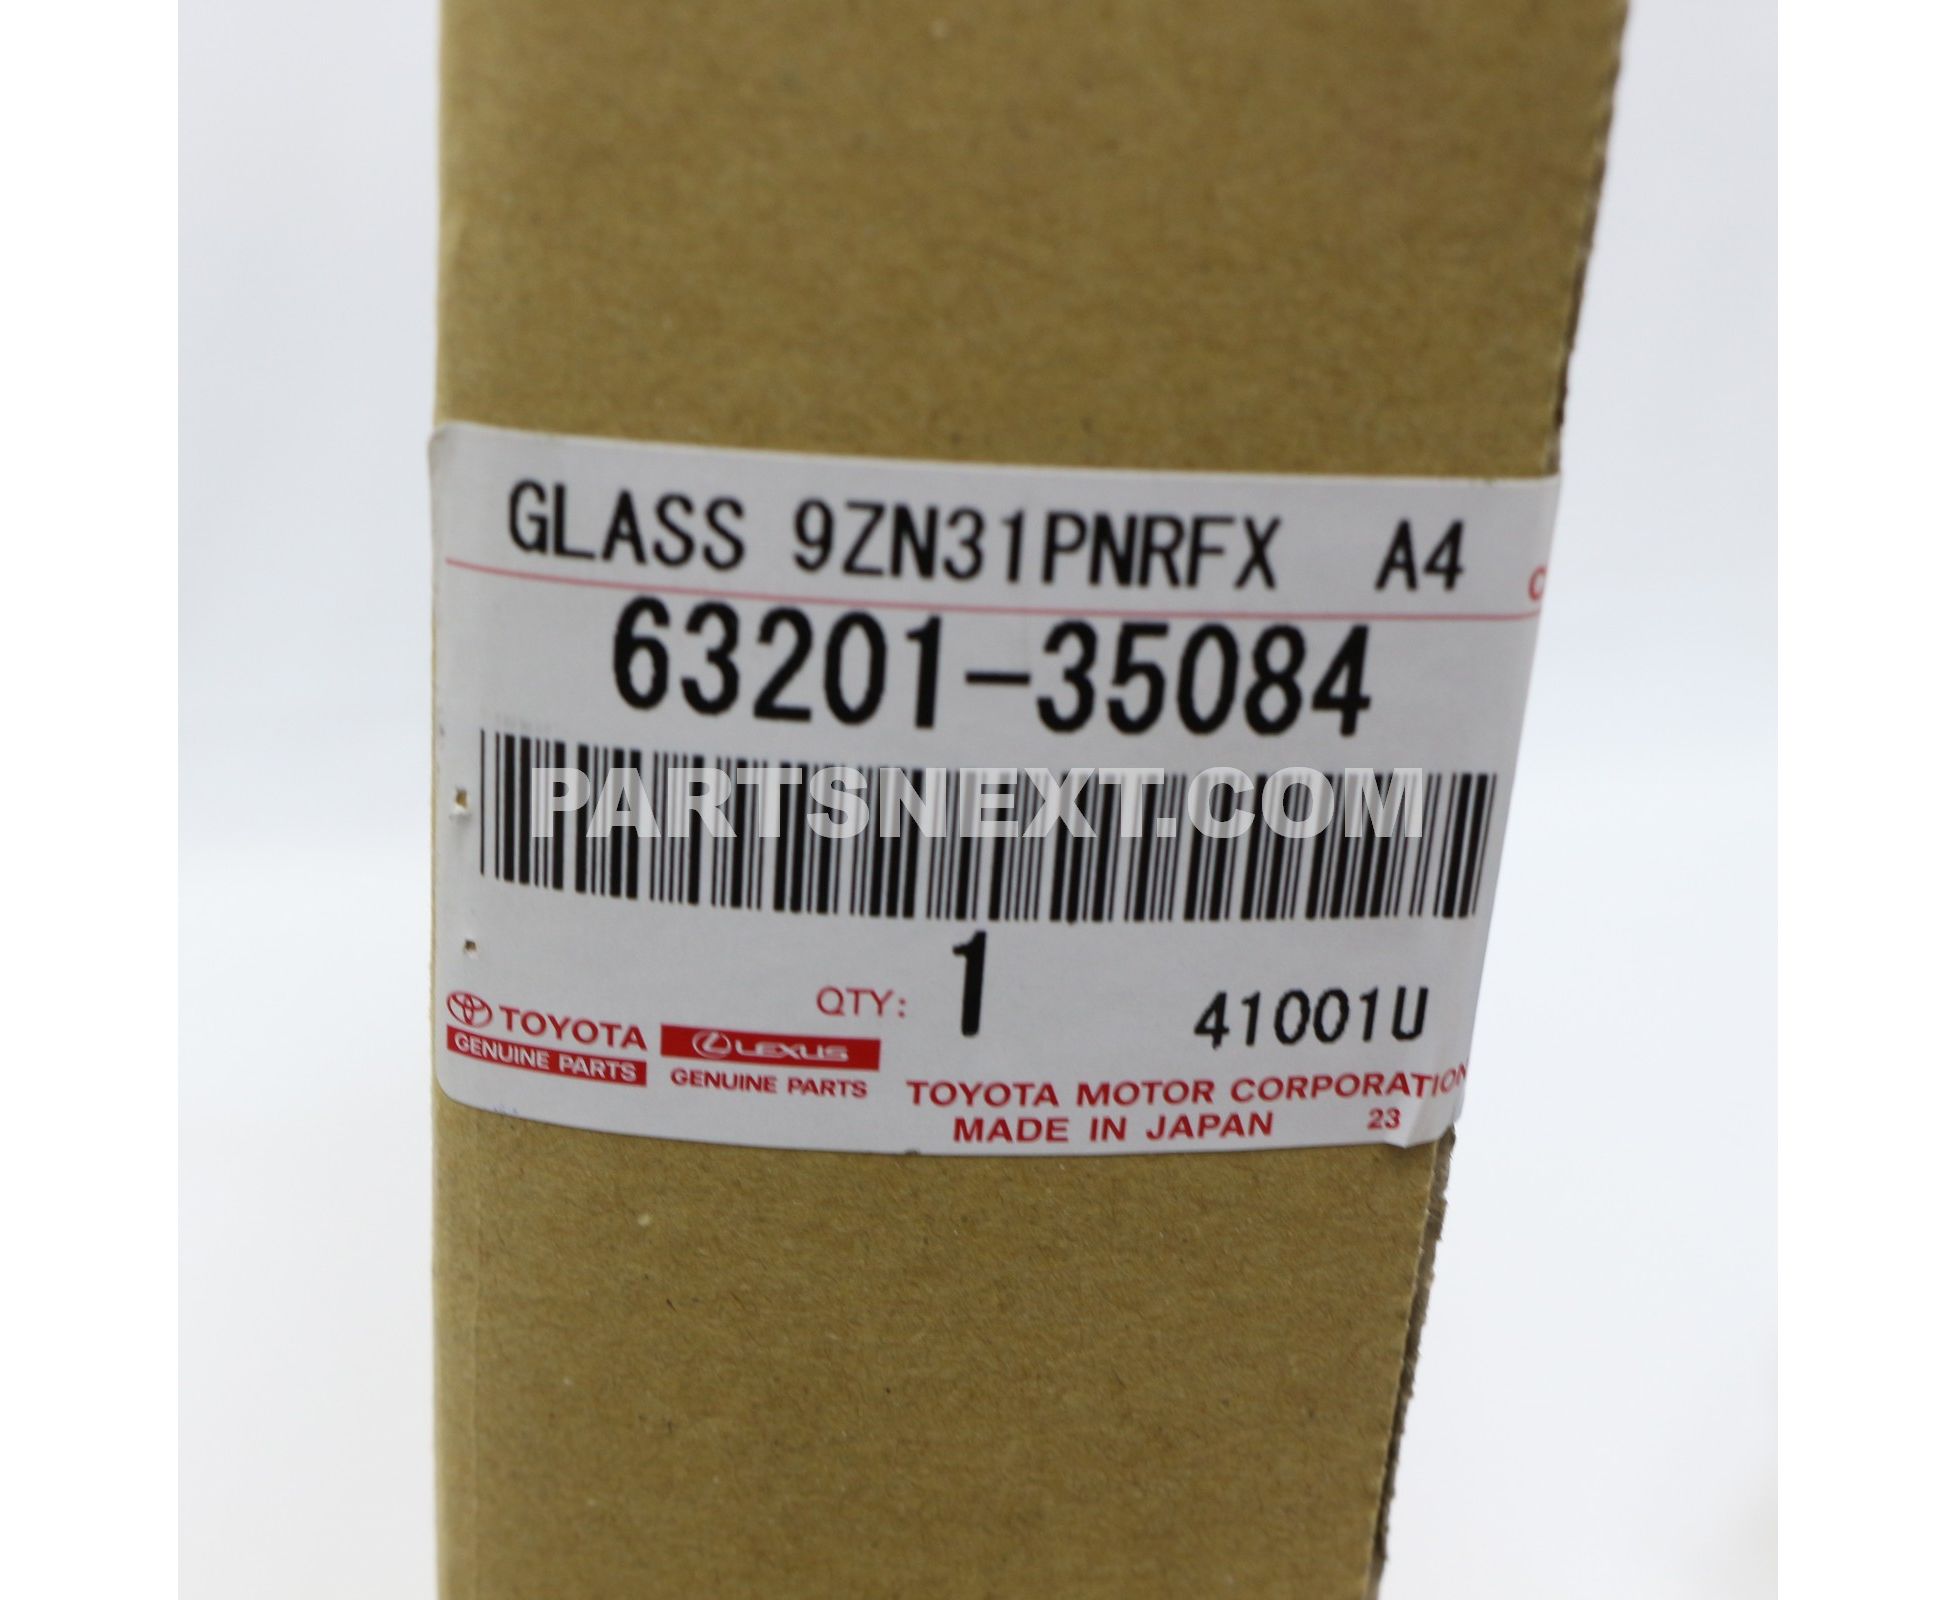 GLASS 9ZN31PNRFX A4
63201-35084
PARTSNEXT.COM
QTY: 1
41001U
TOYOTA
GENUINE PARTS
LEXUS
GENUINE PARTS
TOYOTA MOTOR CORPORATION
MADE IN JAPAN 23